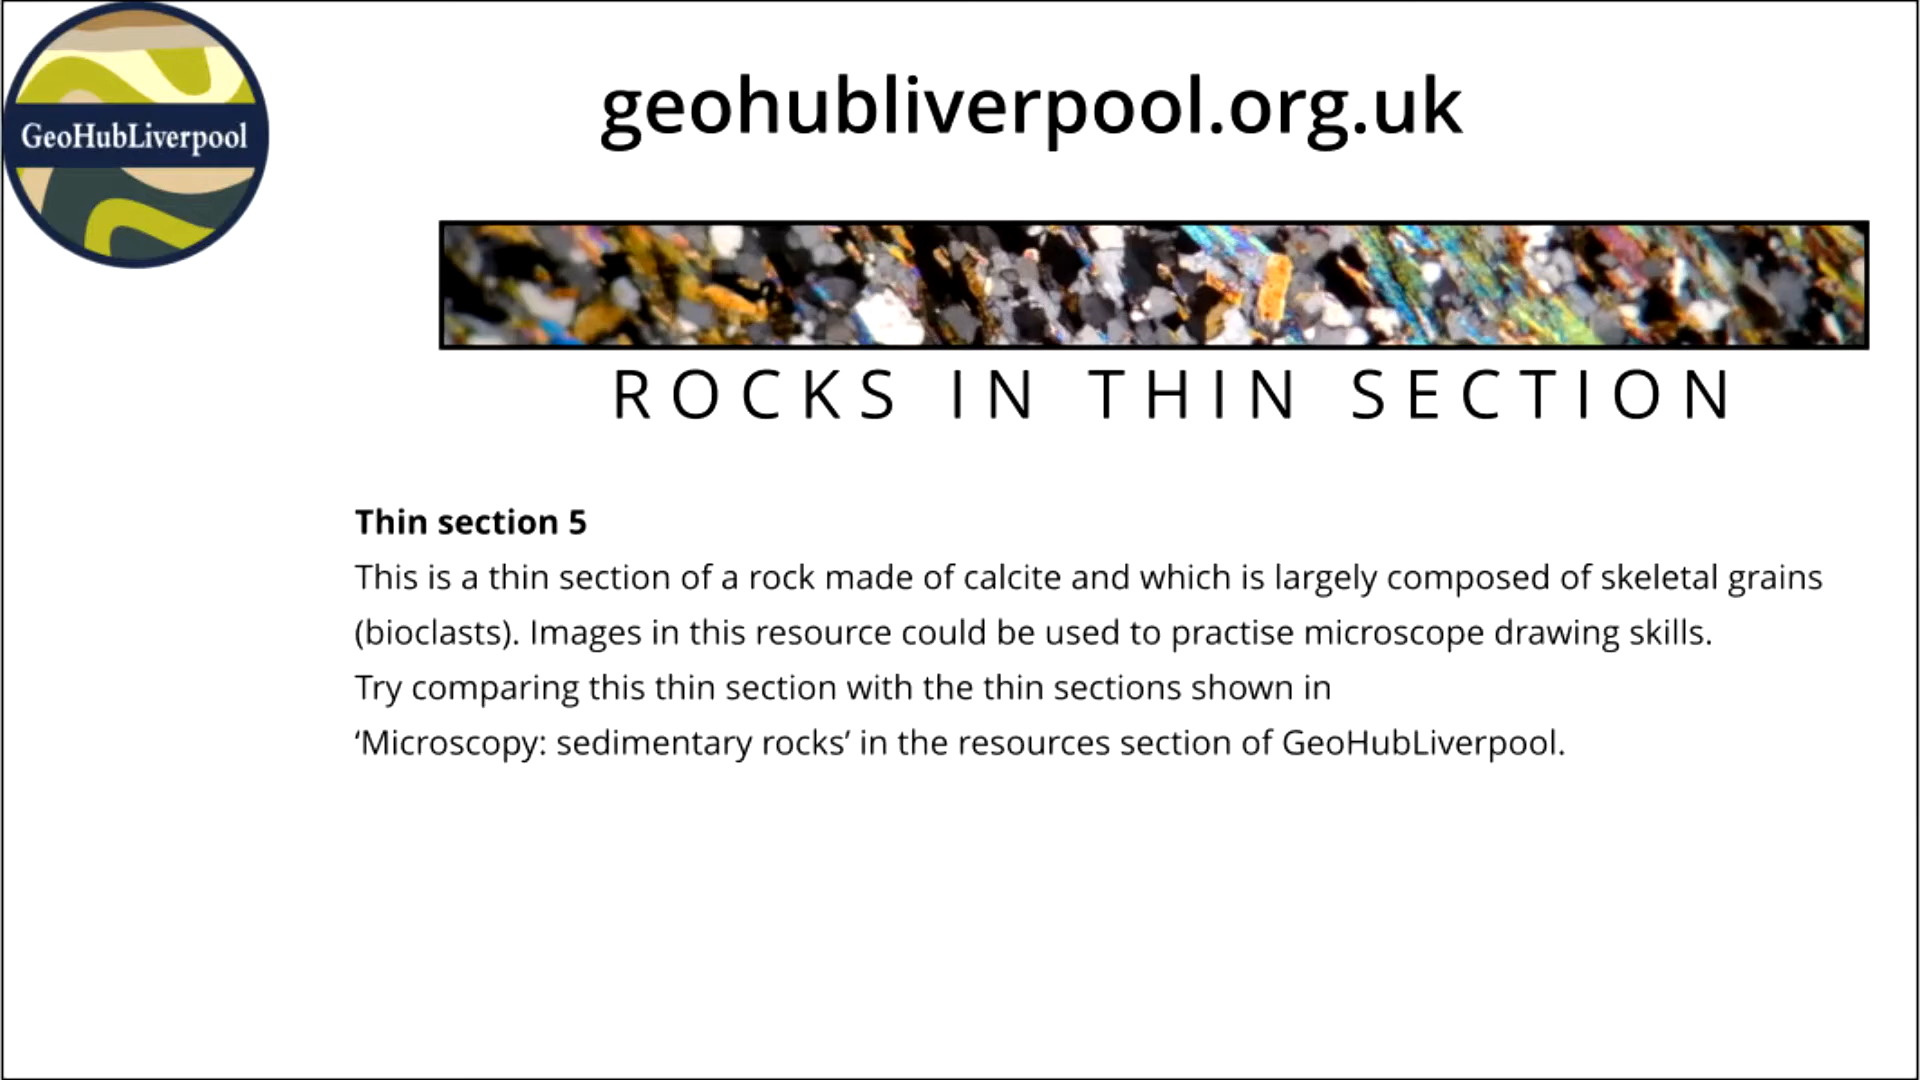 GeoHubLiverpool
geohubliverpool.org.uk
ROCKS IN THIN SECTION
Thin section 5
This is a thin section of a rock made of calcite and which is largely composed of skeletal grains
(bioclasts). Images in this resource could be used to practise microscope drawing skills.
Try comparing this thin section with the thin sections shown in
‘Microscopy: sedimentary rocks’ in the resources section of GeoHubLiverpool.